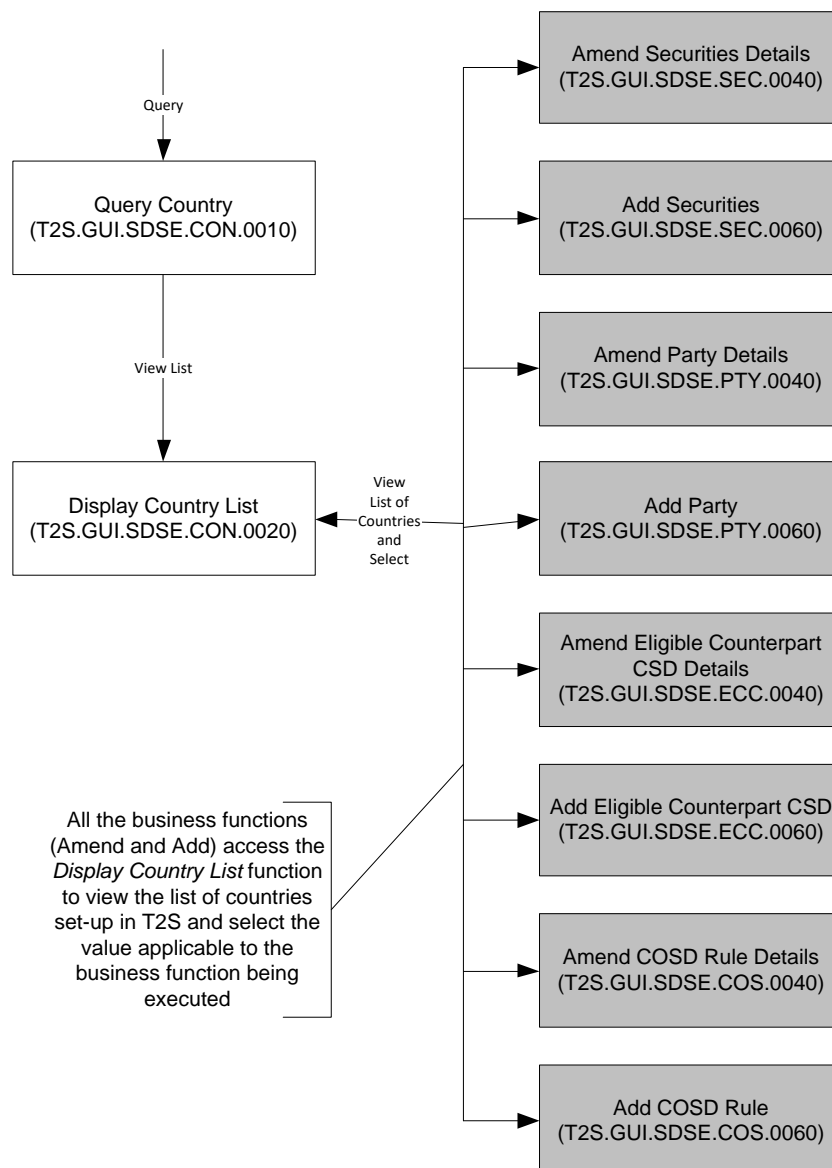 Query
Query Country
(T2S.GUI.SDSE.CON.0010)
View List
Display Country List
(T2S.GUI.SDSE.CON.0020)
View
List of
Countries
and
Select
All the business functions
(Amend and Add) access the
Display Country List function
to view the list of countries
set-up in T2S and select the
value applicable to the
business function being
executed
Amend Securities Details
(T2S.GUI.SDSE.SEC.0040)
Add Securities
(T2S.GUI.SDSE.SEC.0060)
Amend Party Details
(T2S.GUI.SDSE.PTY.0040)
Add Party
(T2S.GUI.SDSE.PTY.0060)
Amend Eligible Counterpart
CSD Details
(T2S.GUI.SDSE.ECC.0040)
Add Eligible Counterpart CSD
(T2S.GUI.SDSE.ECC.0060)
Amend COSD Rule Details
(T2S.GUI.SDSE.COS.0040)
Add COSD Rule
(T2S.GUI.SDSE.COS.0060)